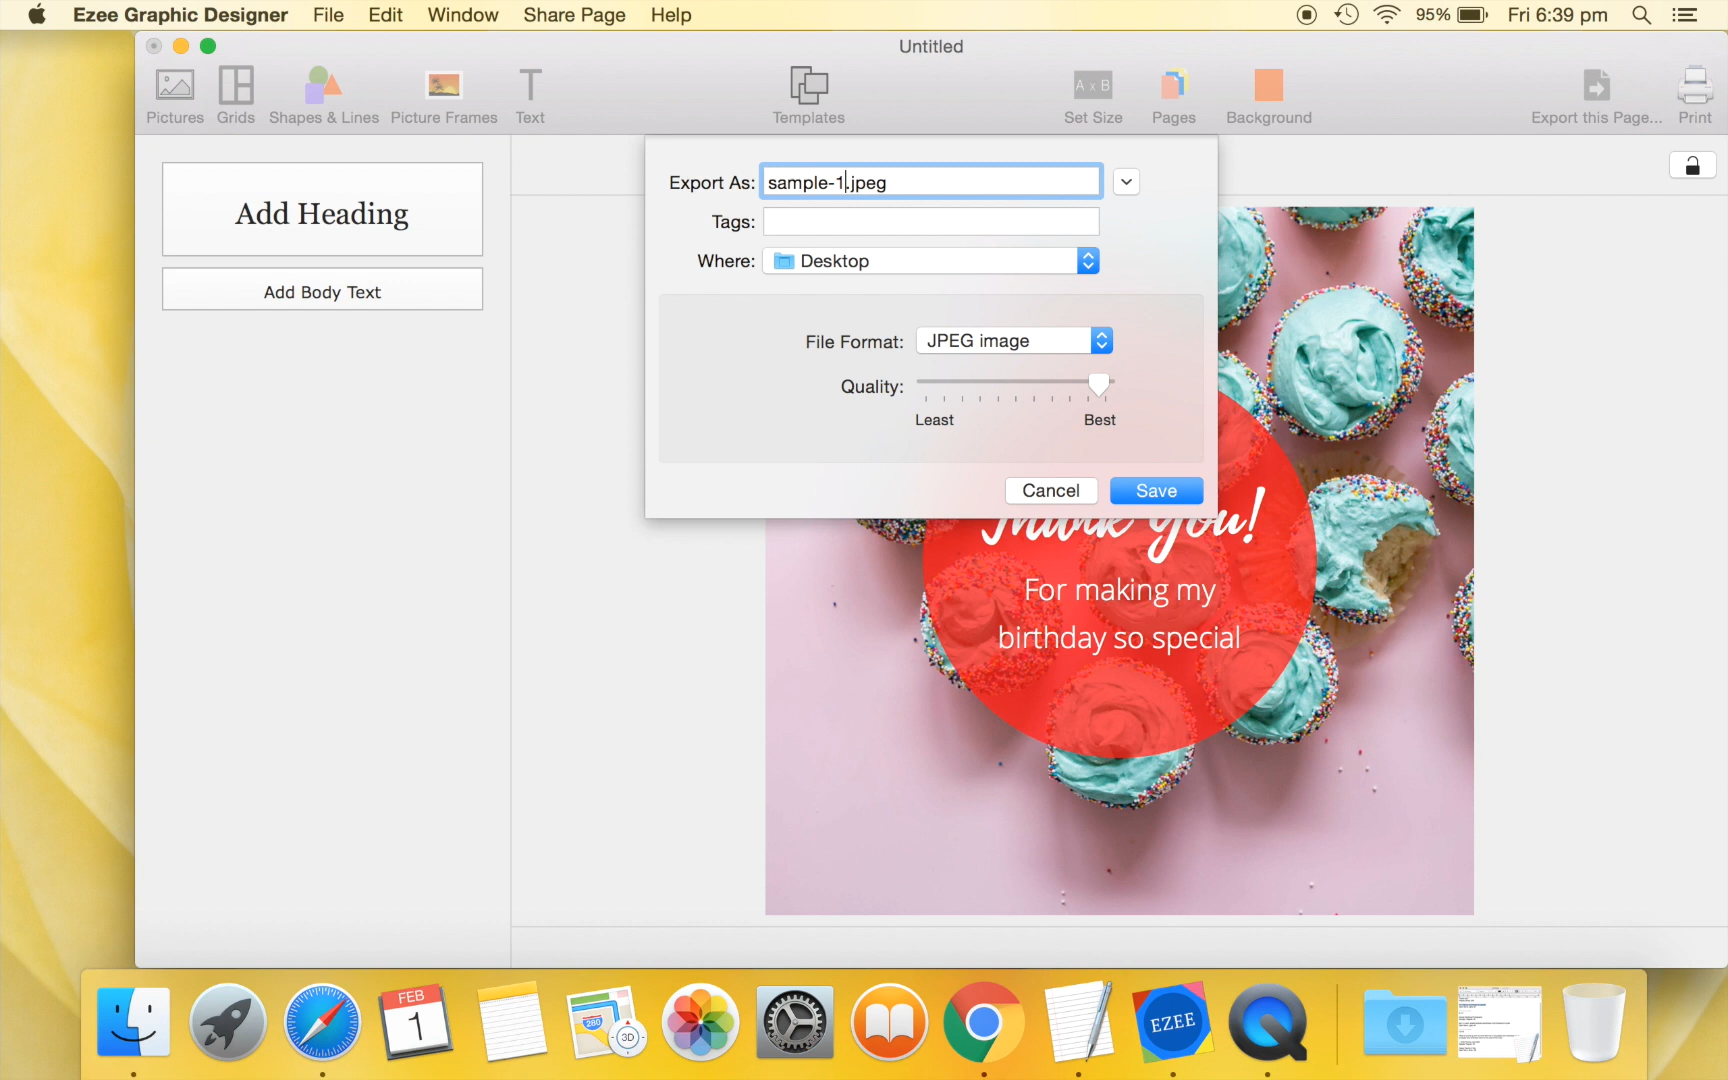 Ezee Graphic Designer File Edit Window Share Page Help 95% Fri 6:39 pm
Untitled
A x B
Pictures Grids Shapes & Lines Picture Frames Text Templates Set Size Pages Background Export this Page... Print
Add Heading
Add Body Text
Export As: sample-1.jpeg
Tags:
Where: Desktop
File Format: JPEG image
Quality:
Least Best
Cancel Save
Thank You!
For making my
birthday so special
FEB
1
280
3D
EZEE